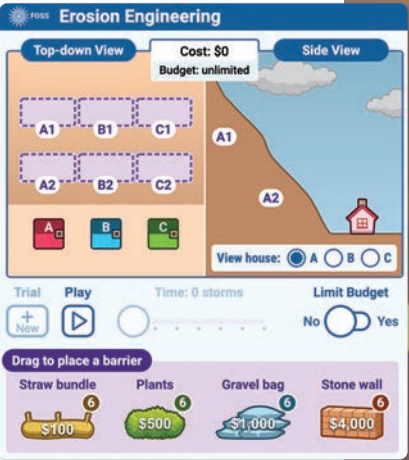 FOSS Erosion Engineering
Top-down View
Cost: $0
Budget: unlimited
Side View
A1 B1 C1
A2 B2 C2
A B C
A1
A2
View house: A B C
Trial
+
New
Play
Time: 0 storms
Limit Budget
No Yes
Drag to place a barrier
Straw bundle
6
$100
Plants
6
$500
Gravel bag
6
$1,000
Stone wall
6
$4,000